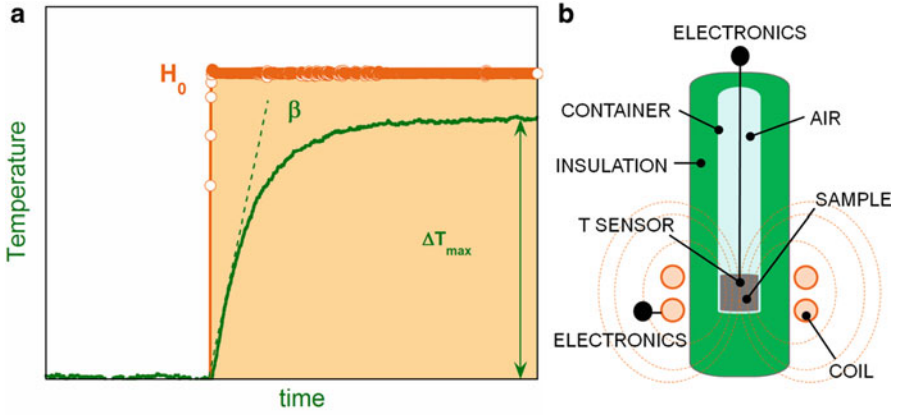 a
H0
β
ΔTmax
Temperature
time
b
ELECTRONICS
CONTAINER
AIR
INSULATION
SAMPLE
T SENSOR
ELECTRONICS
COIL